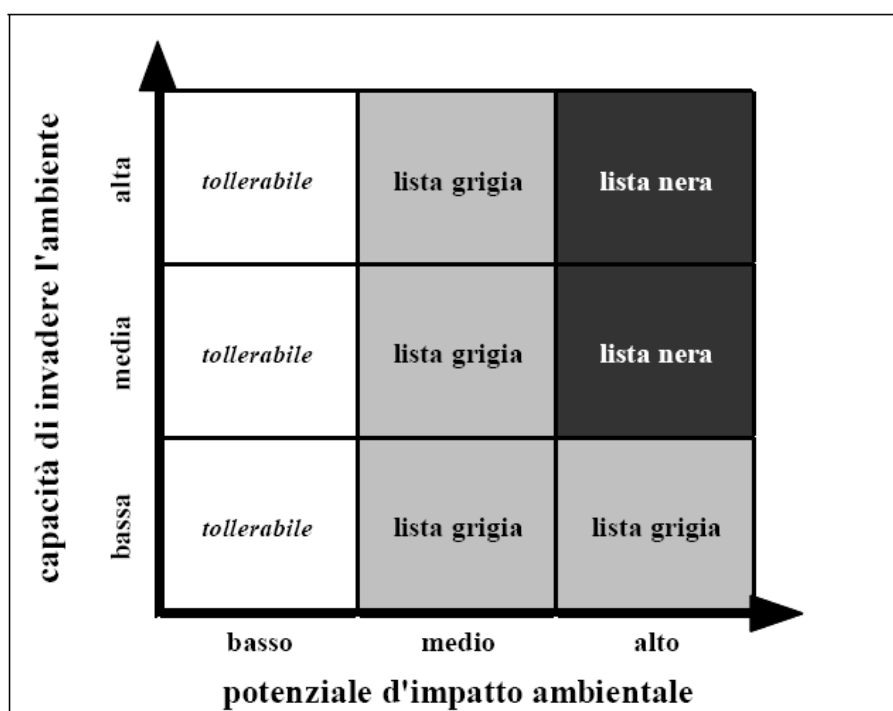 capacità di invadere l'ambiente
alta
tollerabile
lista grigia
lista nera
media
tollerabile
lista grigia
lista nera
bassa
tollerabile
lista grigia
lista grigia
basso
medio
alto
potenziale d'impatto ambientale